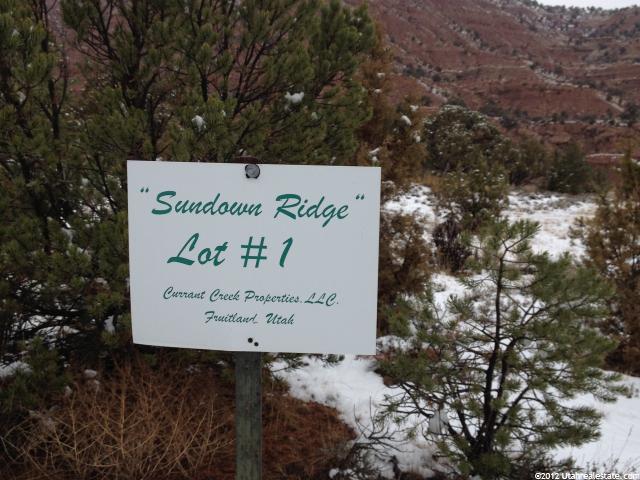 "Sundown Ridge"
Lot # 1
Currant Creek Properties, LLC.
Fruitland, Utah
©2012 Utahrealestate.com